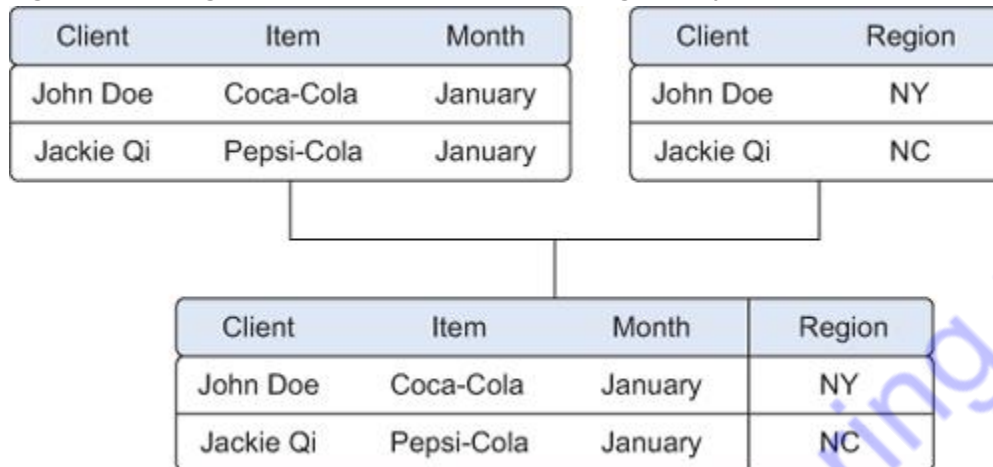 Client Item Month
John Doe Coca-Cola January
Jackie Qi Pepsi-Cola January
Client Region
John Doe NY
Jackie Qi NC
Client Item Month Region
John Doe Coca-Cola January NY
Jackie Qi Pepsi-Cola January NC